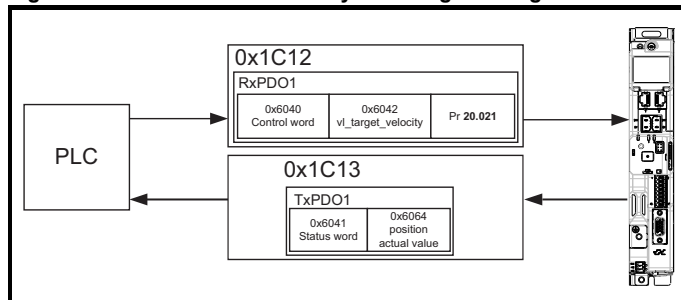 0x1C12
RxPDO1
0x6040
Control word
0x6042
vl_target_velocity
Pr 20.021
PLC
0x1C13
TxPDO1
0x6041
Status word
0x6064
position
actual value